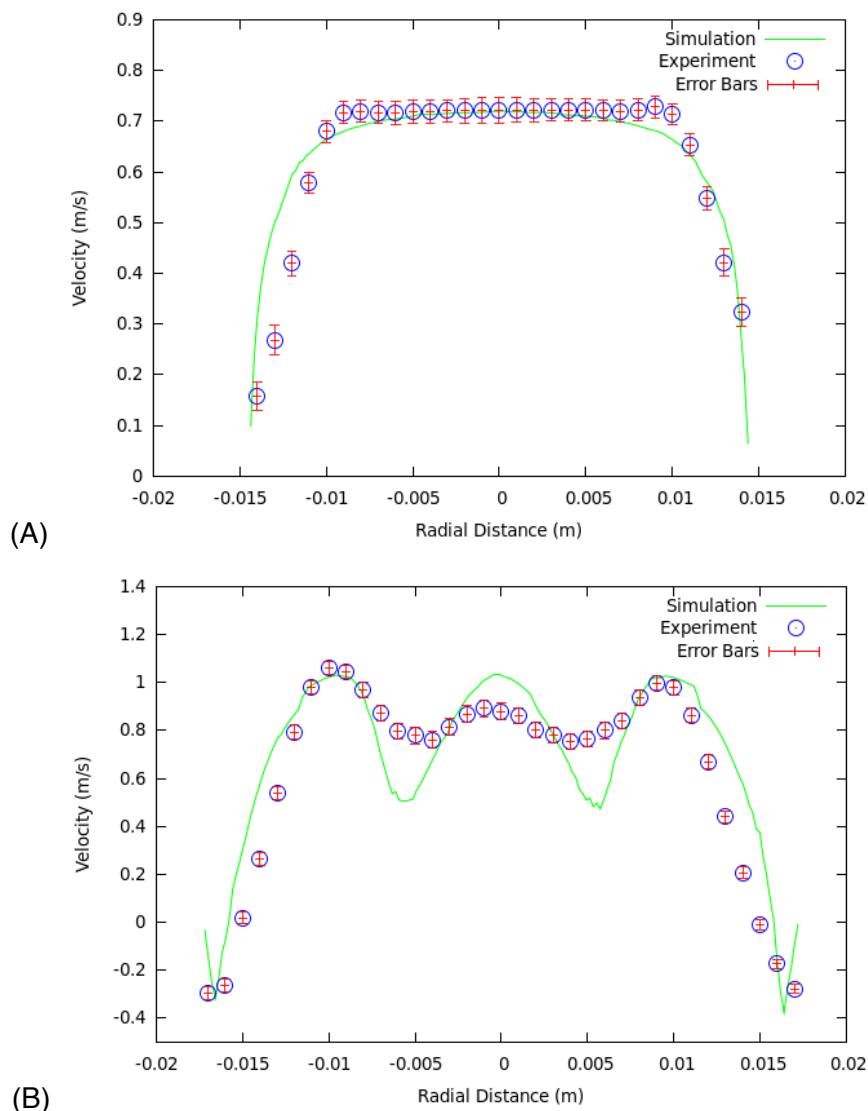 0.9
0.8
0.7
0.6
0.5
0.4
0.3
0.2
0.1
0
Velocity (m/s)
Simulation
Experiment
Error Bars
-0.02 -0.015 -0.01 -0.005 0 0.005 0.01 0.015 0.02
Radial Distance (m)
(A)
1.4
1.2
1
0.8
0.6
0.4
0.2
0
-0.2
-0.4
Velocity (m/s)
Simulation
Experiment
Error Bars
-0.02 -0.015 -0.01 -0.005 0 0.005 0.01 0.015 0.02
Radial Distance (m)
(B)